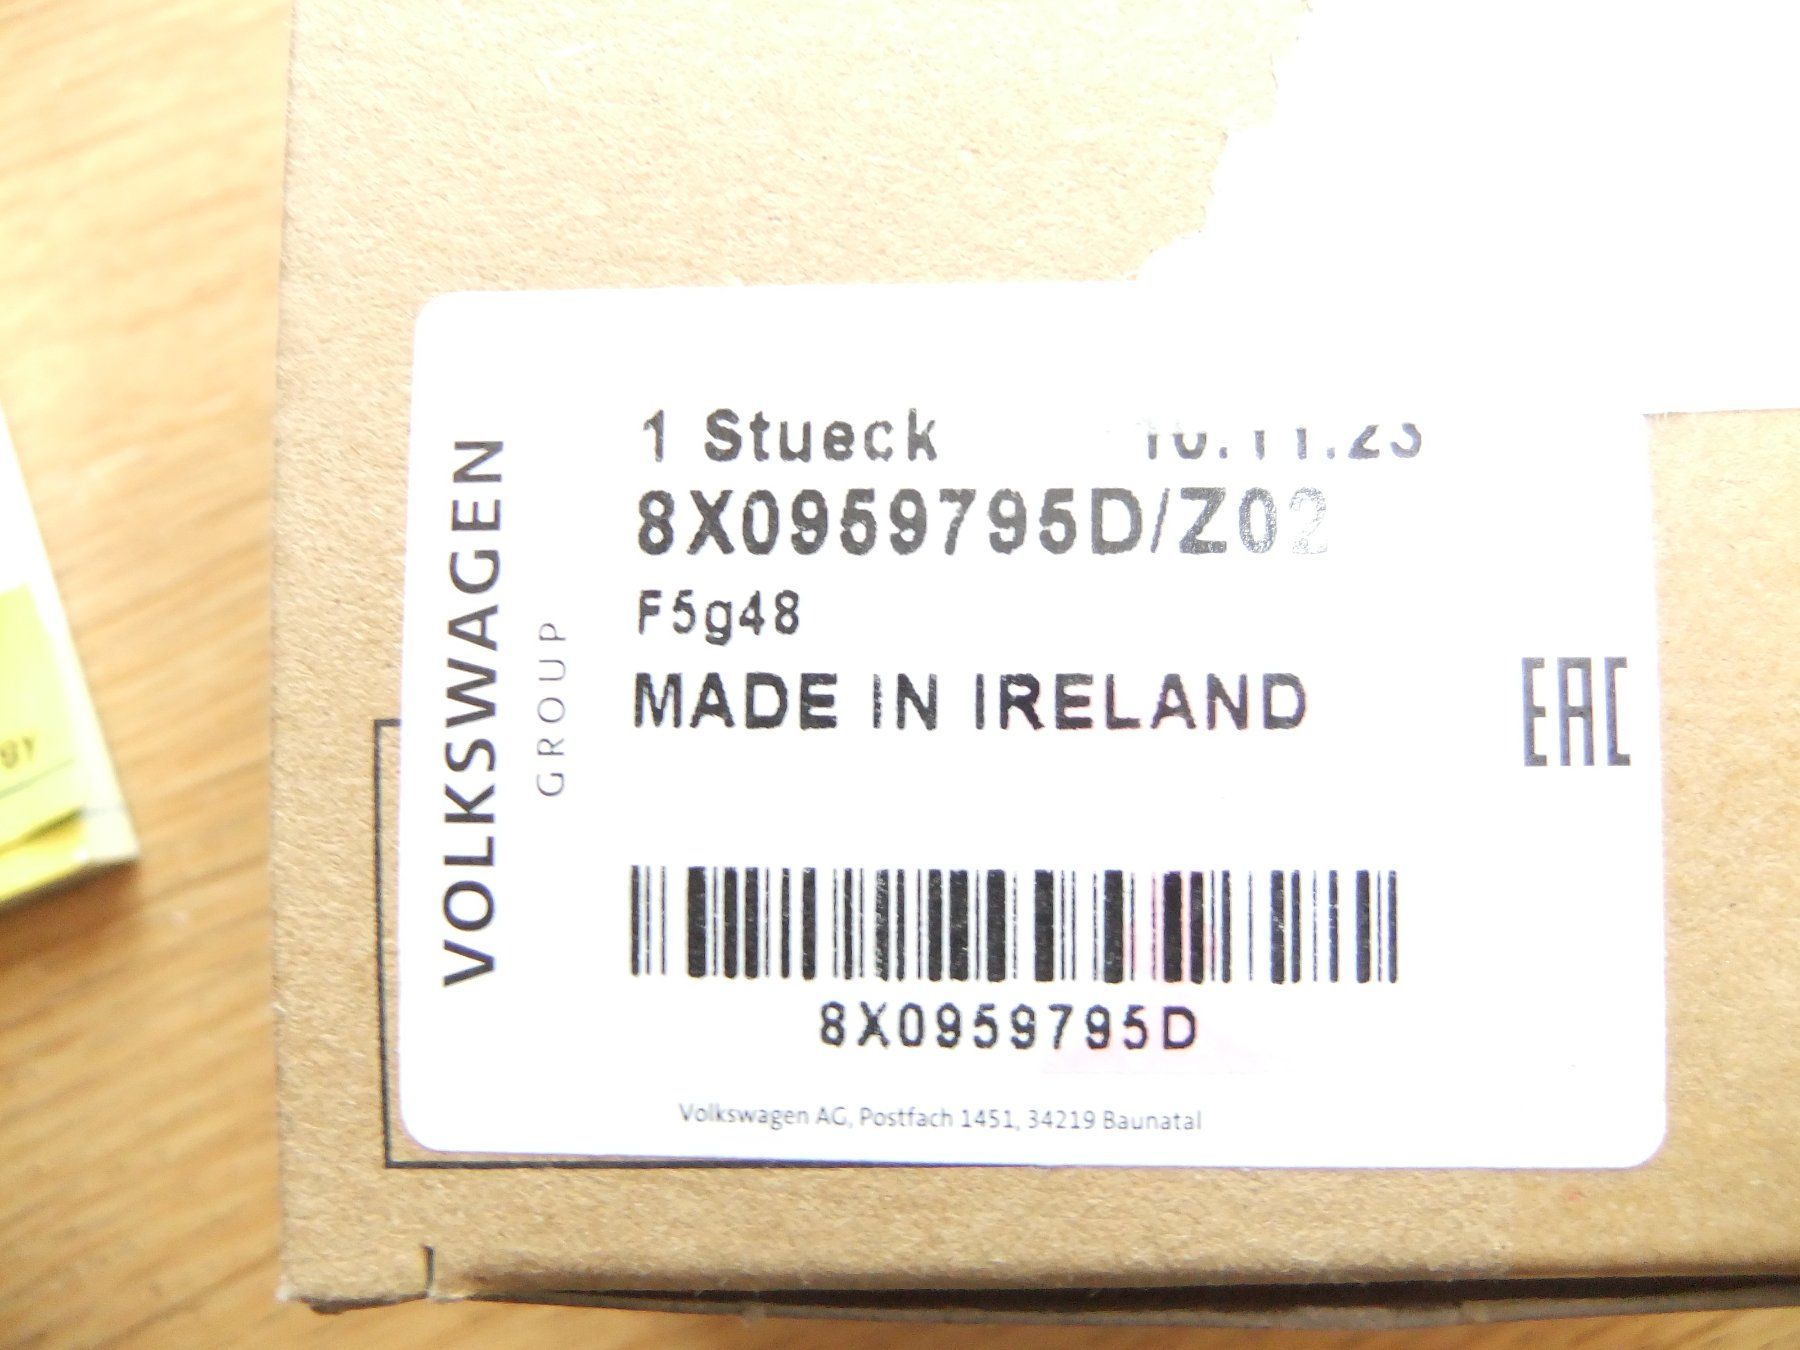 VOLKSWAGEN
GROUP
1 Stueck
8X0959795D/Z02
F5g48
MADE IN IRELAND
EAC
8X0959795D
Volkswagen AG, Postfach 1451, 34219 Baunatal